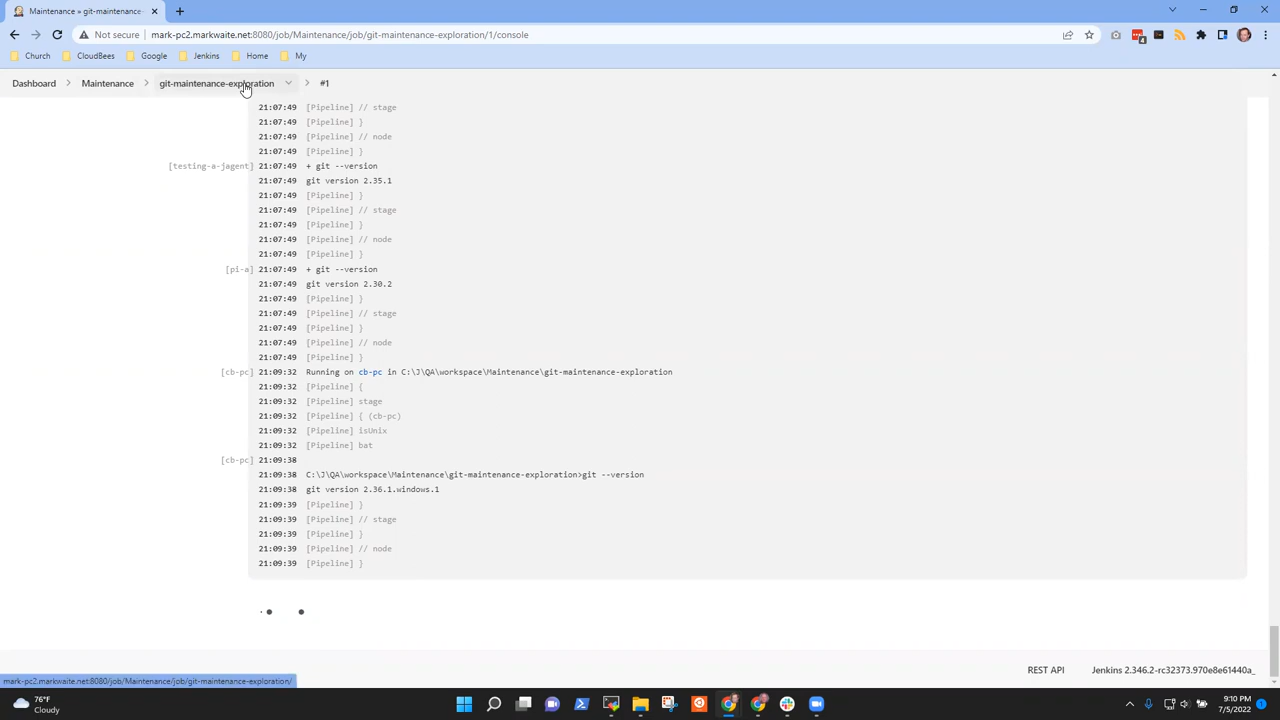 Maintenance » git-maintenance-
Not secure mark-pc2.markwaite.net:8080/job/Maintenance/job/git-maintenance-exploration/1/console
4
Church CloudBees Google Jenkins Home My
Dashboard Maintenance git-maintenance-exploration #1
21:07:49 [Pipeline] // stage
21:07:49 [Pipeline] }
21:07:49 [Pipeline] // node
21:07:49 [Pipeline] }
[testing-a-jagent] 21:07:49 + git --version
21:07:49 git version 2.35.1
21:07:49 [Pipeline] }
21:07:49 [Pipeline] // stage
21:07:49 [Pipeline] }
21:07:49 [Pipeline] // node
21:07:49 [Pipeline] }
[pi-a] 21:07:49 + git --version
21:07:49 git version 2.30.2
21:07:49 [Pipeline] }
21:07:49 [Pipeline] // stage
21:07:49 [Pipeline] }
21:07:49 [Pipeline] // node
21:07:49 [Pipeline] }
[cb-pc] 21:09:32 Running on cb-pc in C:\J\QA\workspace\Maintenance\git-maintenance-exploration
21:09:32 [Pipeline] {
21:09:32 [Pipeline] stage
21:09:32 [Pipeline] { (cb-pc)
21:09:32 [Pipeline] isUnix
21:09:32 [Pipeline] bat
[cb-pc] 21:09:38
21:09:38 C:\J\QA\workspace\Maintenance\git-maintenance-exploration>git --version
21:09:38 git version 2.36.1.windows.1
21:09:39 [Pipeline] }
21:09:39 [Pipeline] // stage
21:09:39 [Pipeline] }
21:09:39 [Pipeline] // node
21:09:39 [Pipeline] }
REST API Jenkins 2.346.2-rc32373.970e8e61440a_
mark-pc2.markwaite.net:8080/job/Maintenance/job/git-maintenance-exploration/
76°F
Cloudy
9:10 PM
7/5/2022